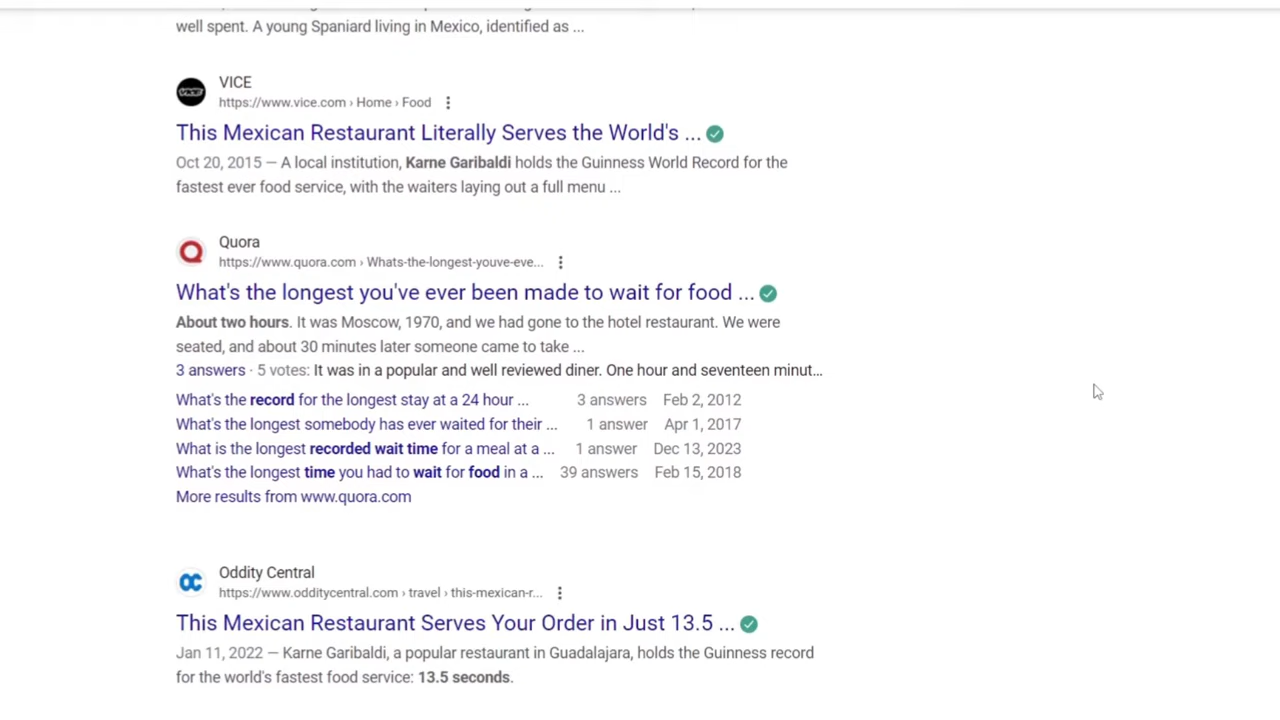 well spent. A young Spaniard living in Mexico, identified as ...
VICE
VICE
https://www.vice.com › Home › Food
This Mexican Restaurant Literally Serves the World's ...
Oct 20, 2015 — A local institution, Karne Garibaldi holds the Guinness World Record for the
fastest ever food service, with the waiters laying out a full menu ...
Quora
https://www.quora.com › Whats-the-longest-youve-eve...
What's the longest you've ever been made to wait for food ...
About two hours. It was Moscow, 1970, and we had gone to the hotel restaurant. We were
seated, and about 30 minutes later someone came to take ...
3 answers · 5 votes: It was in a popular and well reviewed diner. One hour and seventeen minut...
What's the record for the longest stay at a 24 hour ... 3 answers Feb 2, 2012
What's the longest somebody has ever waited for their ... 1 answer Apr 1, 2017
What is the longest recorded wait time for a meal at a ... 1 answer Dec 13, 2023
What's the longest time you had to wait for food in a ... 39 answers Feb 15, 2018
More results from www.quora.com
OC
Oddity Central
https://www.odditycentral.com › travel › this-mexican-r...
This Mexican Restaurant Serves Your Order in Just 13.5 ...
Jan 11, 2022 — Karne Garibaldi, a popular restaurant in Guadalajara, holds the Guinness record
for the world's fastest food service: 13.5 seconds.